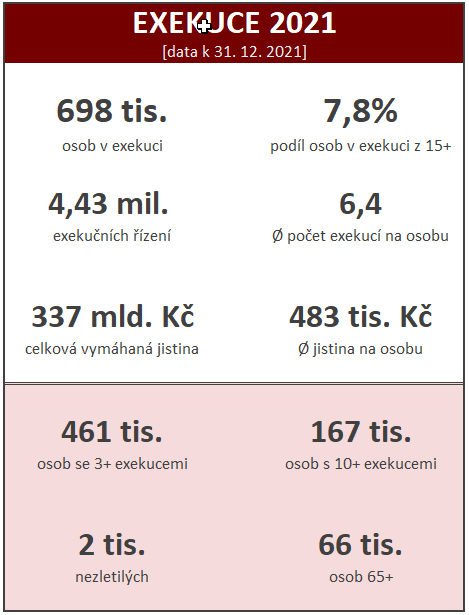 EXEKUCE 2021
[data k 31. 12. 2021]
698 tis.
osob v exekuci
7,8%
podíl osob v exekuci z 15+
4,43 mil.
exekučních řízení
6,4
Ø počet exekucí na osobu
337 mld. Kč
celková vymáhaná jistina
483 tis. Kč
Ø jistina na osobu
461 tis.
osob se 3+ exekucemi
167 tis.
osob s 10+ exekucemi
2 tis.
nezletilých
66 tis.
osob 65+